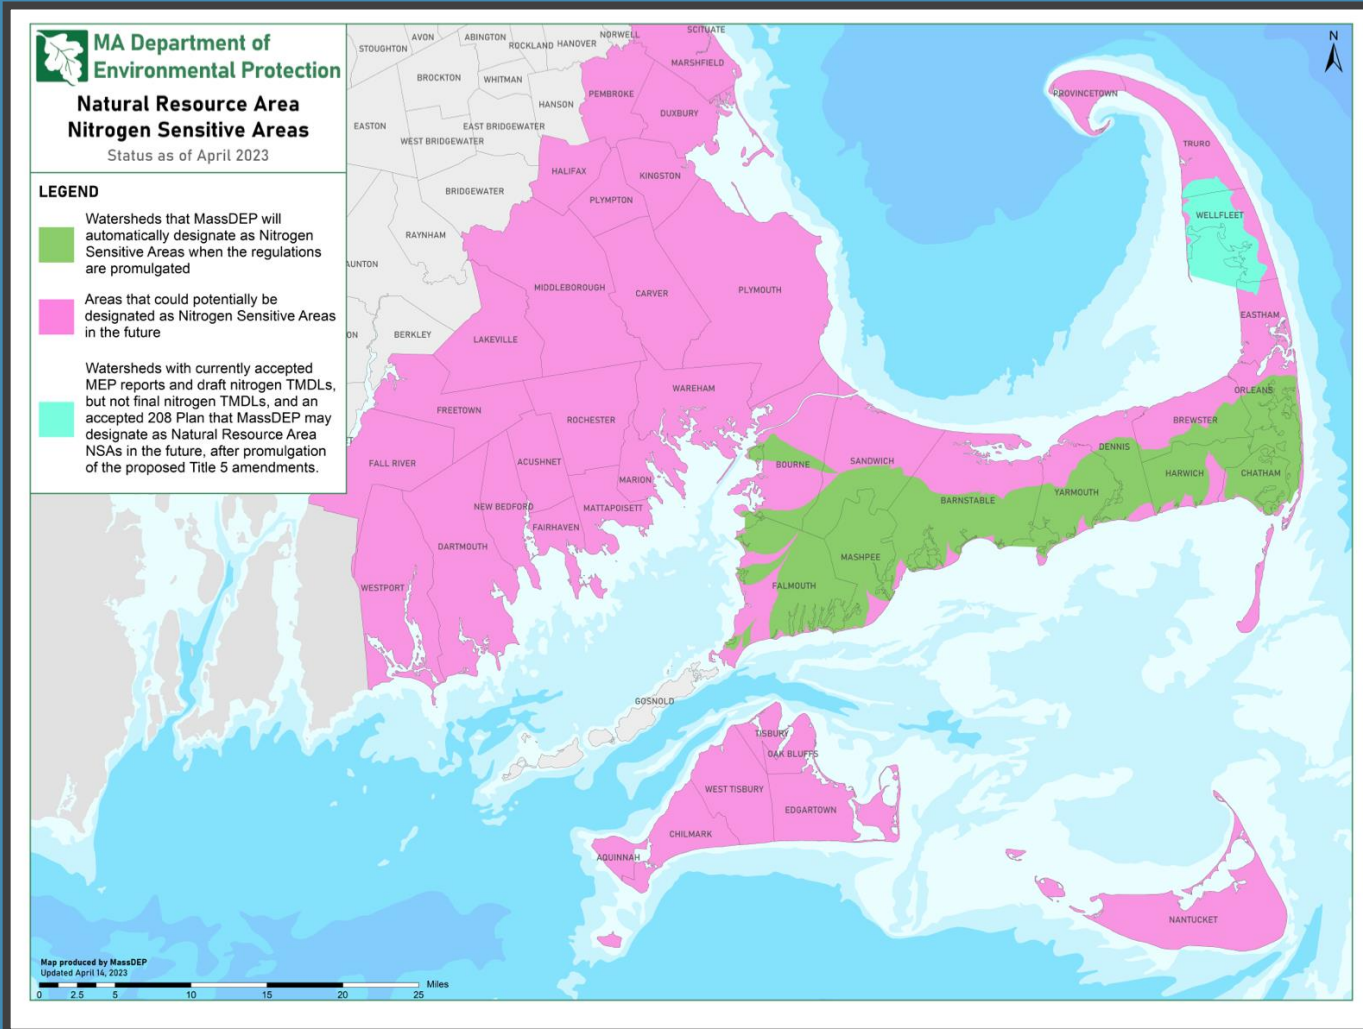 MA Department of
Environmental Protection
Natural Resource Area
Nitrogen Sensitive Areas
Status as of April 2023
LEGEND
Watersheds that MassDEP will
automatically designate as Nitrogen
Sensitive Areas when the regulations
are promulgated
Areas that could potentially be
designated as Nitrogen Sensitive Areas
in the future
Watersheds with currently accepted
MEP reports and draft nitrogen TMDLs,
but not final nitrogen TMDLs, and an
accepted 208 Plan that MassDEP may
designate as Natural Resource Area
NSAs in the future, after promulgation
of the proposed Title 5 amendments.
N
SCITUATE
NORWELL
AVON
ABINGTON
STOUGHTON
ROCKLAND
HANOVER
MARSHFIELD
BROCKTON
WHITMAN
PEMBROKE
HANSON
DUXBURY
EASTON
EAST BRIDGEWATER
WEST BRIDGEWATER
HALIFAX
KINGSTON
BRIDGEWATER
PLYMPTON
RAYNHAM
AUNTON
MIDDLEBOROUGH
CARVER
PLYMOUTH
ON
BERKLEY
LAKEVILLE
WAREHAM
FREETOWN
ROCHESTER
FALL RIVER
ACUSHNET
MARION
NEW BEDFORD
MATTAPOISETT
FAIRHAVEN
DARTMOUTH
WESTPORT
PROVINCETOWN
TRURO
WELLFLEET
EASTHAM
ORLEANS
BREWSTER
DENNIS
HARWICH
CHATHAM
YARMOUTH
BARNSTABLE
SANDWICH
BOURNE
MASHPEE
FALMOUTH
GOSNOLD
TISBURY
OAK BLUFFS
WEST TISBURY
EDGARTOWN
CHILMARK
AQUINNAH
NANTUCKET
Map produced by MassDEP
Updated April 14, 2023
Miles
0 2.5 5 10 15 20 25